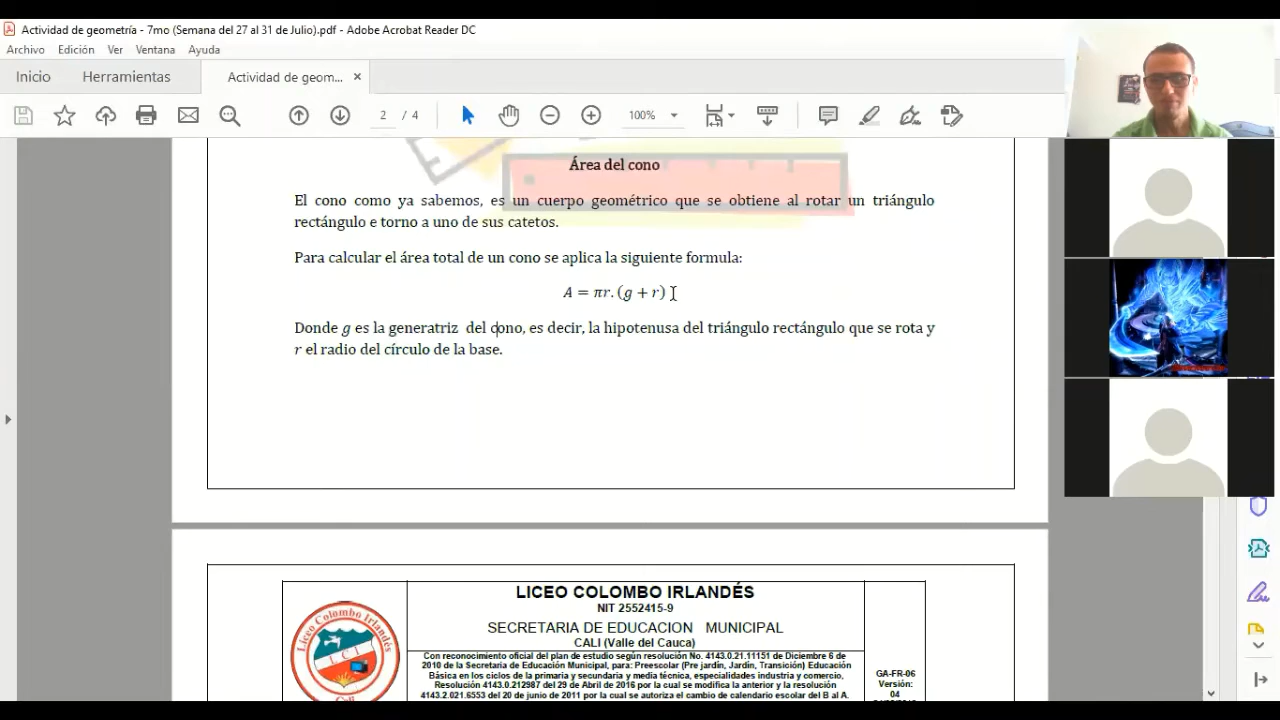 Actividad de geometría - 7mo (Semana del 27 al 31 de Julio).pdf - Adobe Acrobat Reader DC
Archivo Edición Ver Ventana Ayuda
Inicio Herramientas Actividad de geom... ×
2 / 4 100%
Área del cono
El cono como ya sabemos, es un cuerpo geométrico que se obtiene al rotar un triángulo
rectángulo e torno a uno de sus catetos.
Para calcular el área total de un cono se aplica la siguiente formula:
A = πr. (g + r)
Donde g es la generatriz del cono, es decir, la hipotenusa del triángulo rectángulo que se rota y
r el radio del círculo de la base.
LICEO COLOMBO IRLANDÉS
NIT 2552415-9
SECRETARIA DE EDUCACION MUNICIPAL
CALI (Valle del Cauca)
Con reconocimiento oficial del plan de estudio según resolución No. 4143.0.21.11151 de Diciembre 6 de
2010 de la Secretaria de Educación Municipal, para: Preescolar (Pre jardín, Jardín, Transición) Educación
Básica en los ciclos de la primaria y secundaria y media técnica, especialidades industria y comercio,
Resolución 4143.0.212987 del 29 de Abril de 2016 por la cual se modifica la anterior y la resolución
4143.2.021.6553 del 20 de junio de 2011 por la cual se autoriza el cambio de calendario escolar del B al A.
GA-FR-06
Versión:
04
Liceo Colombo Irlandés
L C I